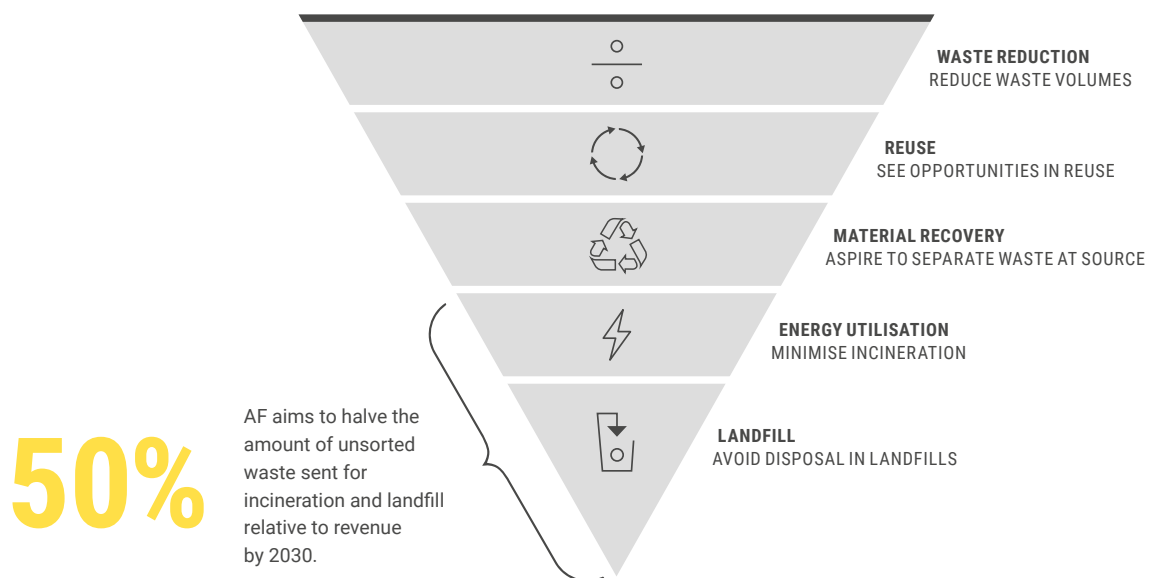 WASTE REDUCTION
REDUCE WASTE VOLUMES
REUSE
SEE OPPORTUNITIES IN REUSE
MATERIAL RECOVERY
ASPIRE TO SEPARATE WASTE AT SOURCE
ENERGY UTILISATION
MINIMISE INCINERATION
LANDFILL
AVOID DISPOSAL IN LANDFILLS
50%
AF aims to halve the
amount of unsorted
waste sent for
incineration and landfill
relative to revenue
by 2030.